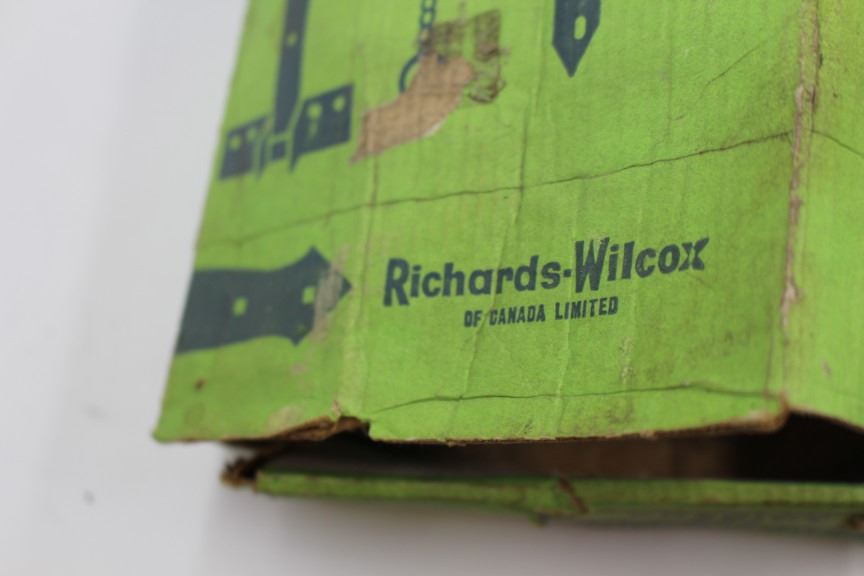 Richards-Wilcox
OF CANADA LIMITED